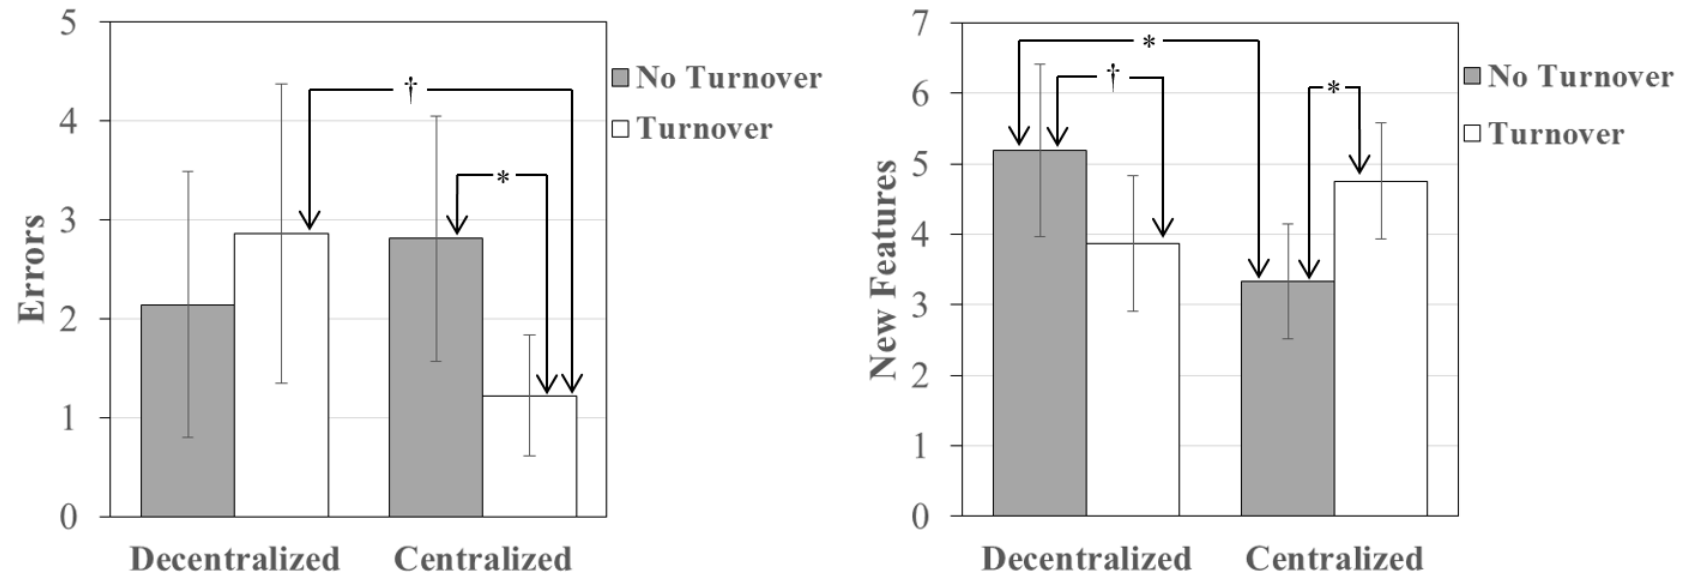 5
4
3
2
1
0
Errors
†
*
No Turnover
Turnover
Decentralized Centralized
7
6
5
4
3
2
1
0
New Features
*
†
*
No Turnover
Turnover
Decentralized Centralized